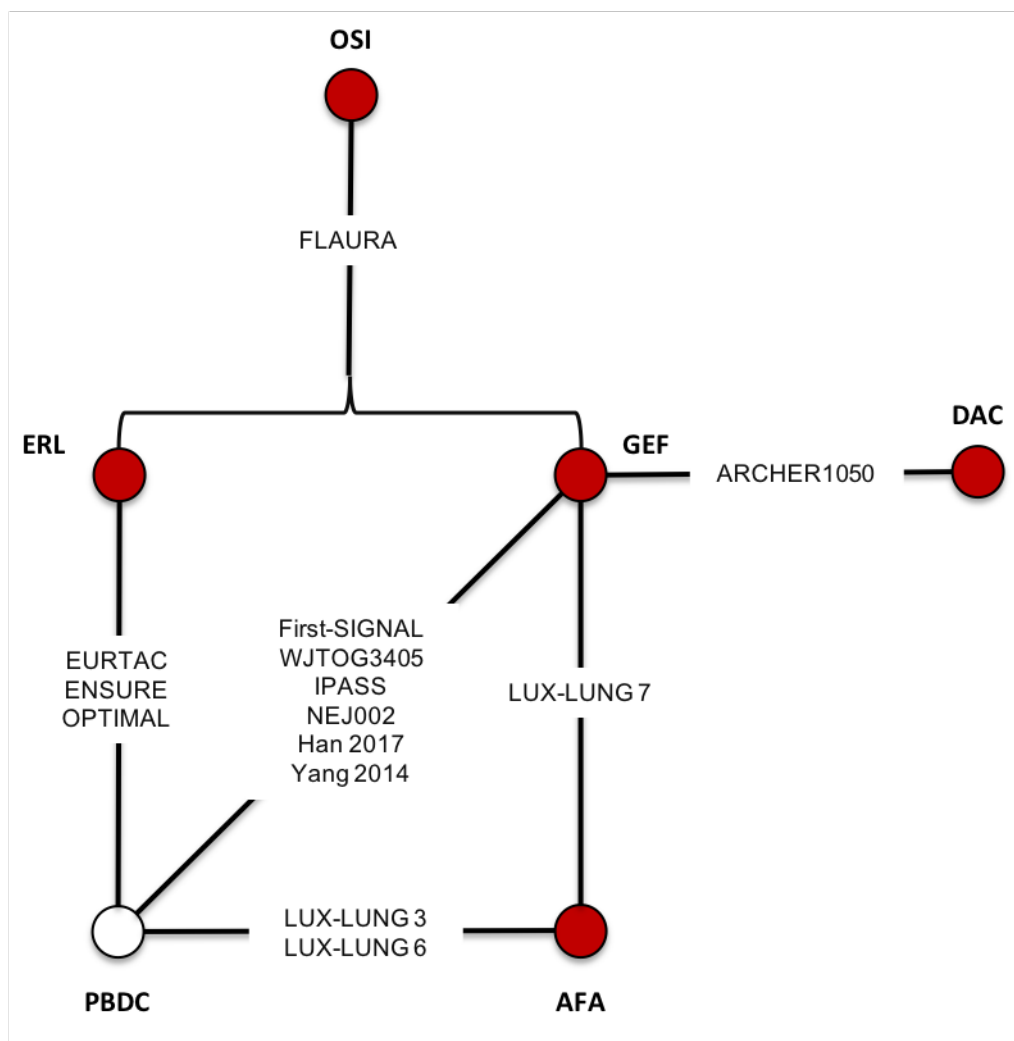 OSI
FLAURA
ERL
GEF
DAC
ARCHER1050
First-SIGNAL
WJTOG3405
IPASS
NEJ002
Han 2017
Yang 2014
EURTAC
ENSURE
OPTIMAL
LUX-LUNG 7
LUX-LUNG 3
LUX-LUNG 6
PBDC
AFA